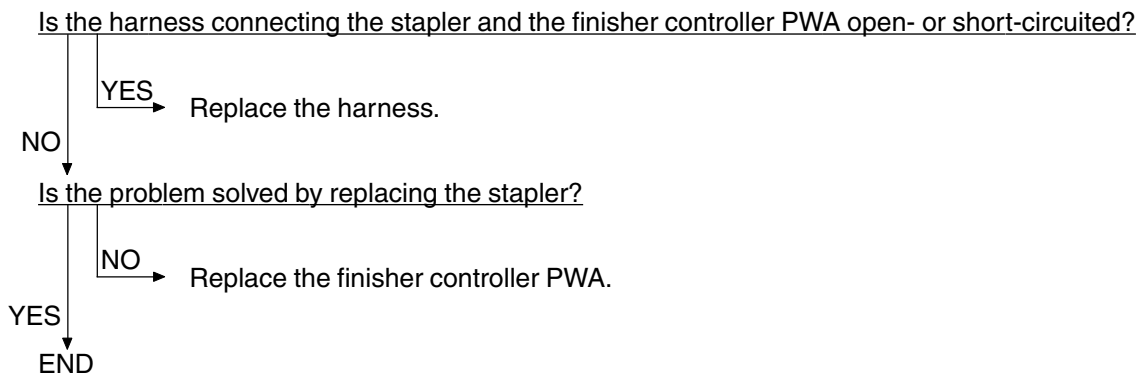 Is the harness connecting the stapler and the finisher controller PWA open- or short-circuited?
YES
Replace the harness.
NO
Is the problem solved by replacing the stapler?
NO
Replace the finisher controller PWA.
YES
END